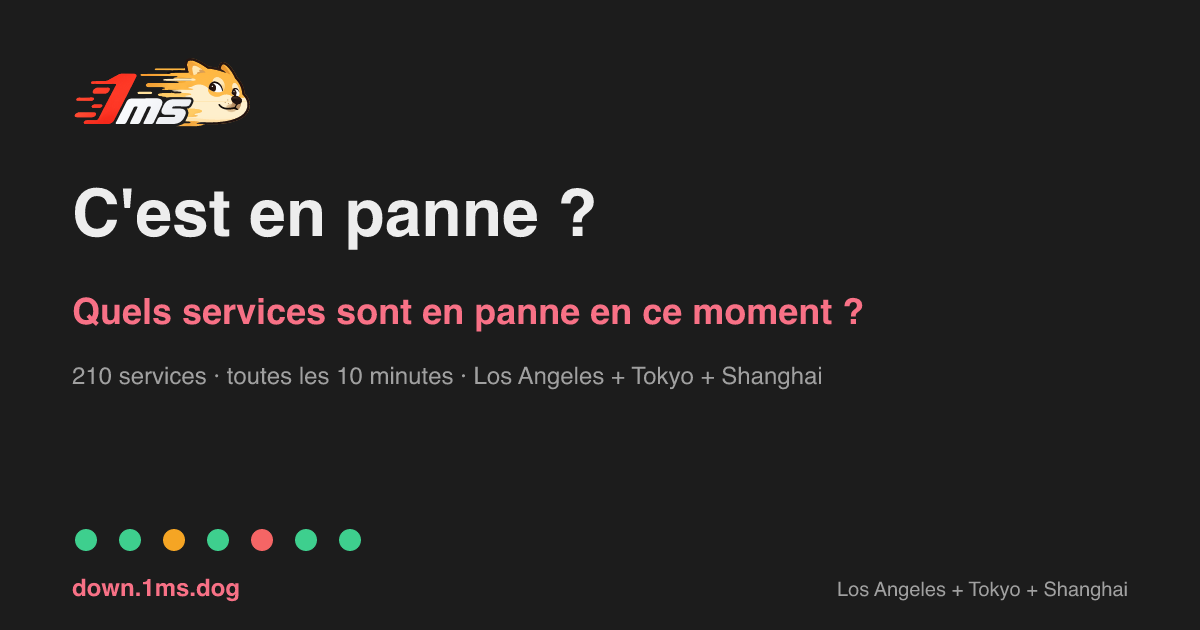 1ms
C'est en panne ?
Quels services sont en panne en ce moment ?
210 services · toutes les 10 minutes · Los Angeles + Tokyo + Shanghai
down.1ms.dog
Los Angeles + Tokyo + Shanghai